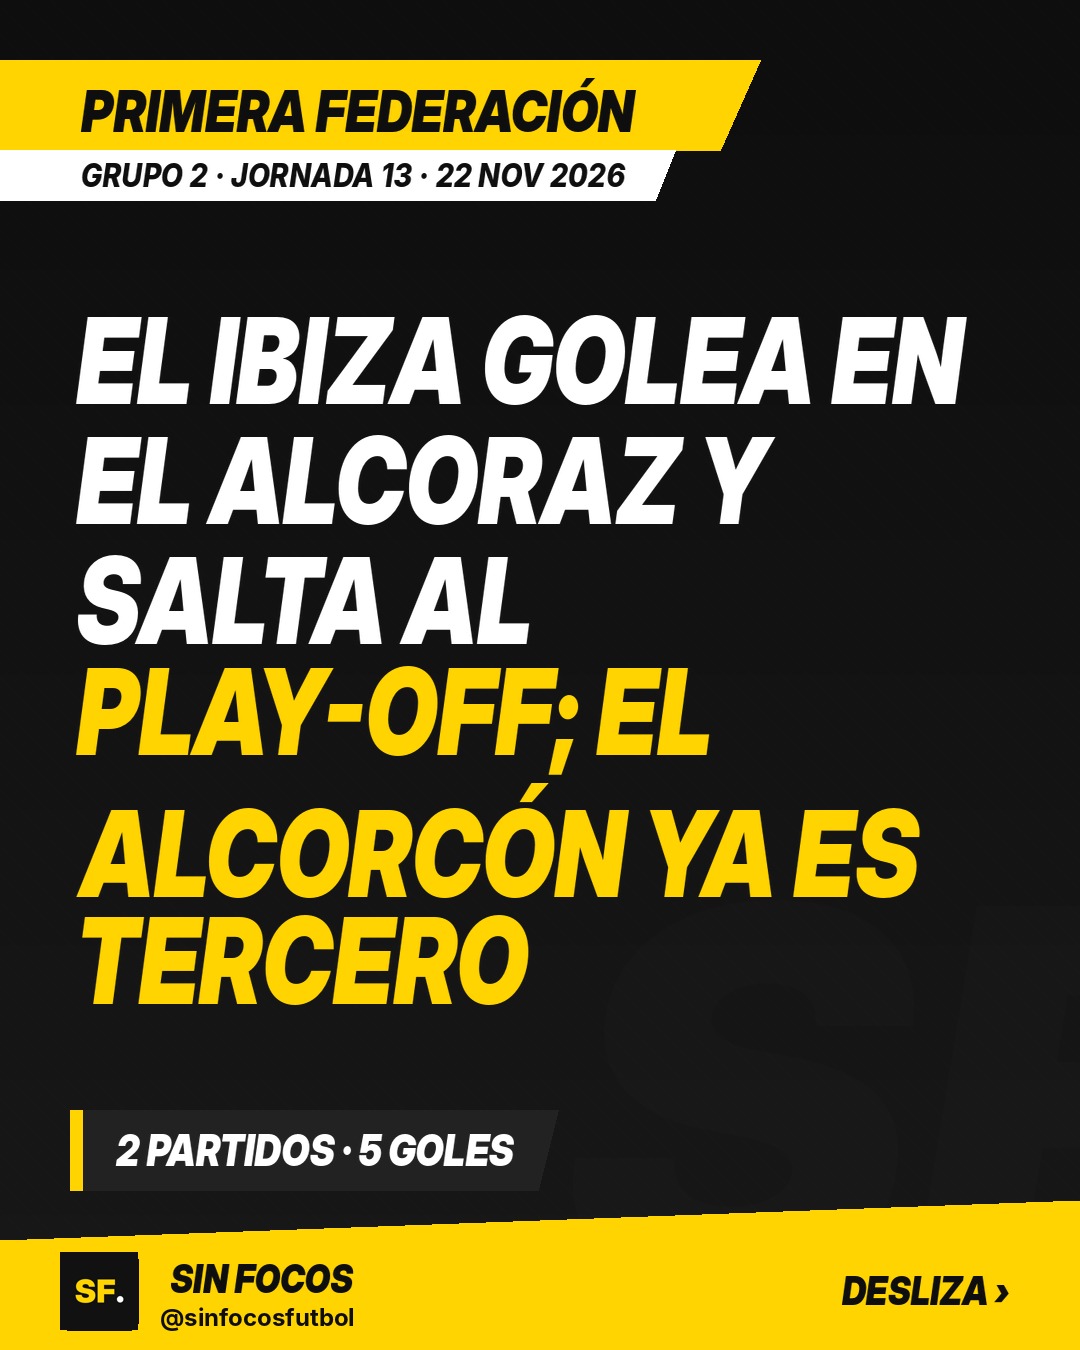 PRIMERA FEDERACIÓN
GRUPO 2 · JORNADA 13 · 22 NOV 2026
EL IBIZA GOLEA EN
EL ALCORAZ Y
SALTA AL
PLAY-OFF; EL
ALCORCÓN YA ES
TERCERO
2 PARTIDOS · 5 GOLES
SF.
SIN FOCOS
@sinfocosfutbol
DESLIZA ›